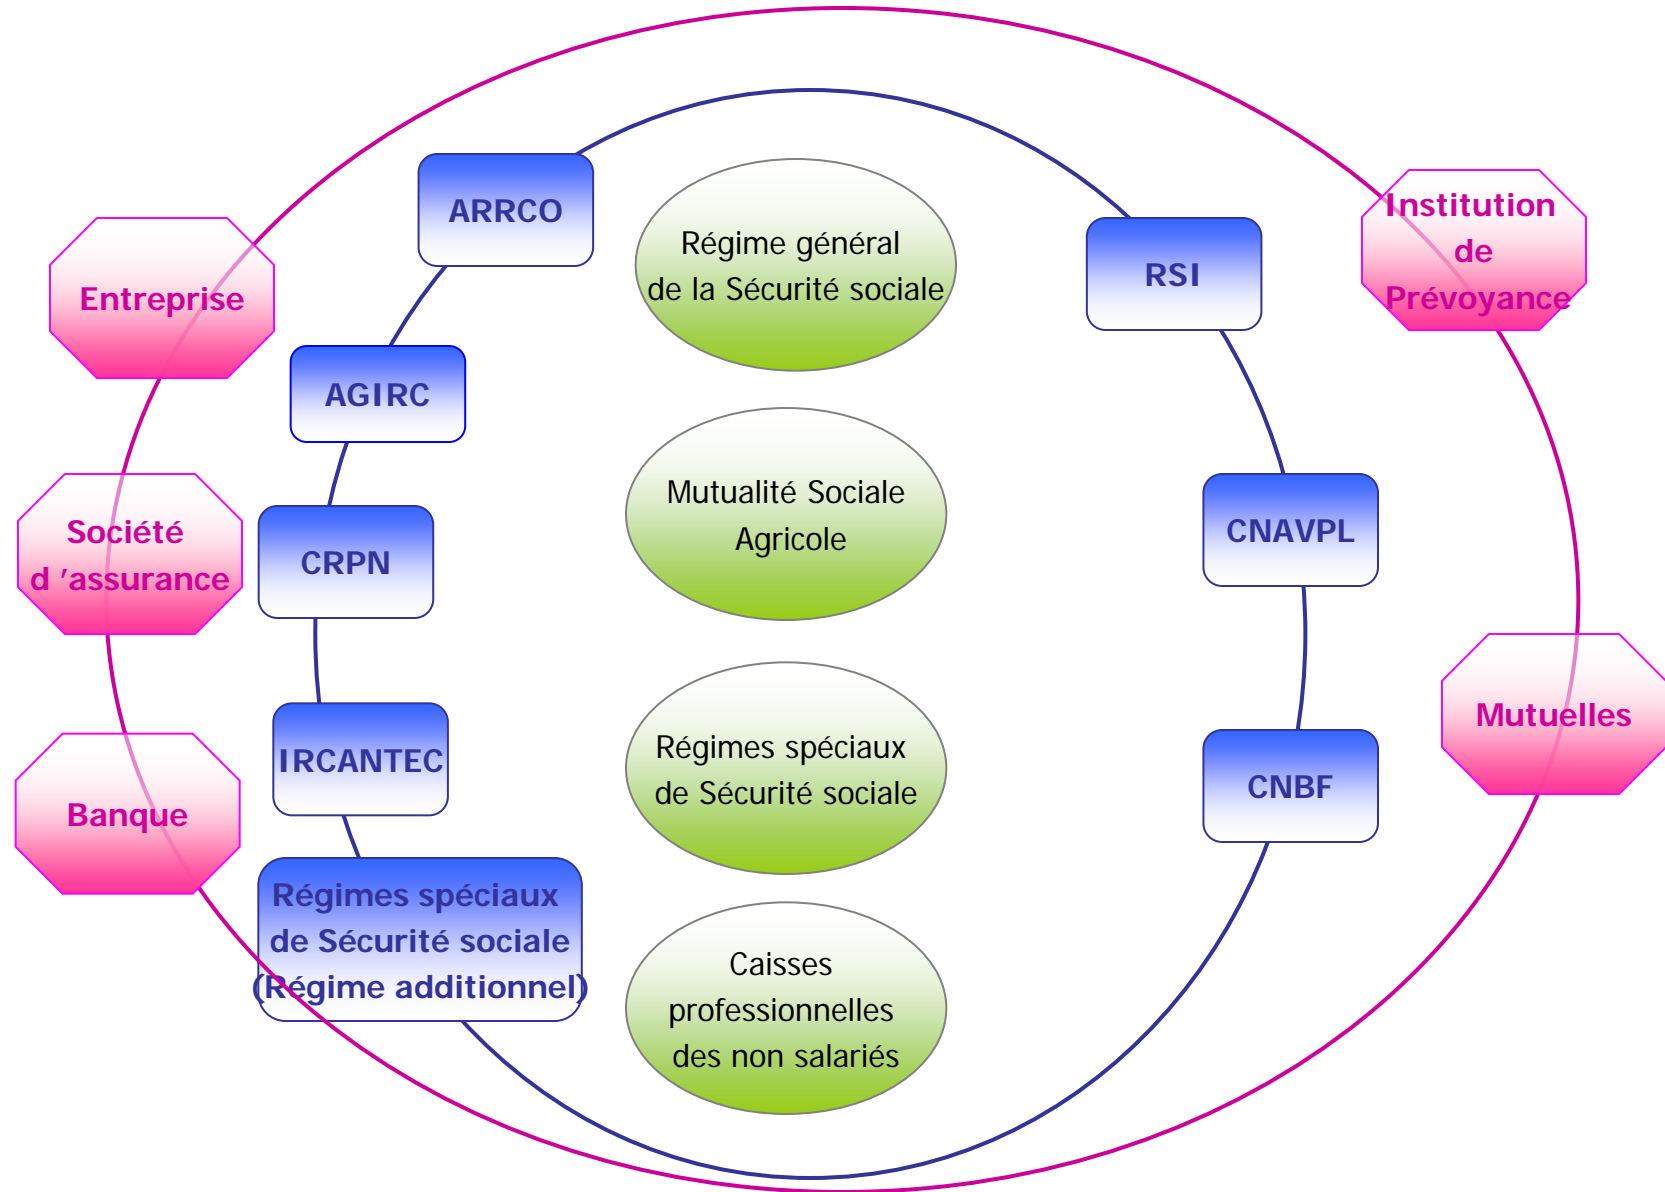 ARRCO
Régime général
de la Sécurité sociale
RSI
Institution
de
Prévoyance
Entreprise
AGIRC
Mutualité Sociale
Agricole
CNAVPL
Société
d ’assurance
CRPN
Mutuelles
IRCANTEC
Régimes spéciaux
de Sécurité sociale
CNBF
Banque
Régimes spéciaux
de Sécurité sociale
(Régime additionnel)
Caisses
professionnelles
des non salariés